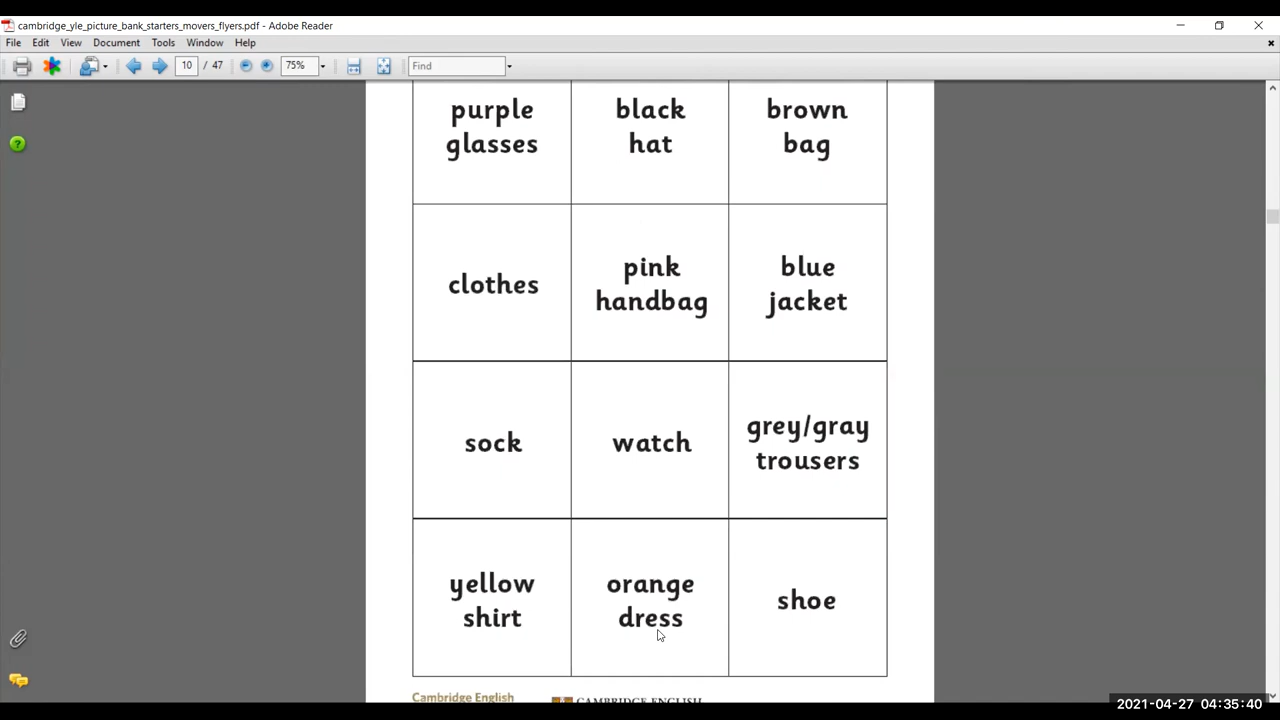 cambridge_yle_picture_bank_starters_movers_flyers.pdf - Adobe Reader
File Edit View Document Tools Window Help
10 / 47 75% Find
purple
glasses
black
hat
brown
bag
clothes
pink
handbag
blue
jacket
sock
watch
grey/gray
trousers
yellow
shirt
orange
dress
shoe
Cambridge English
CAMBRIDGE ENGLISH
2021-04-27 04:35:40